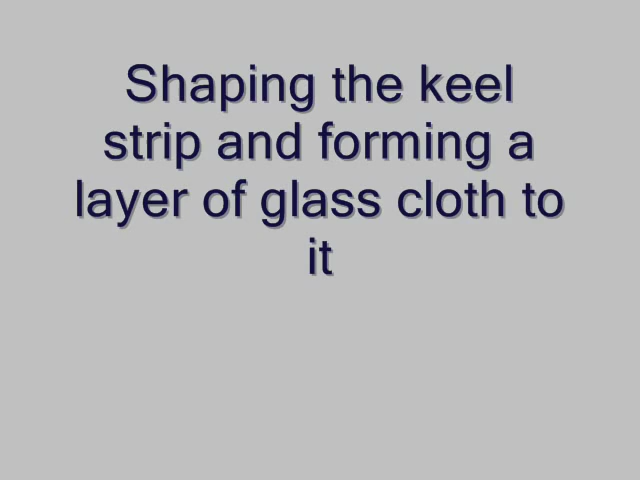 Shaping the keel
strip and forming a
layer of glass cloth to
it